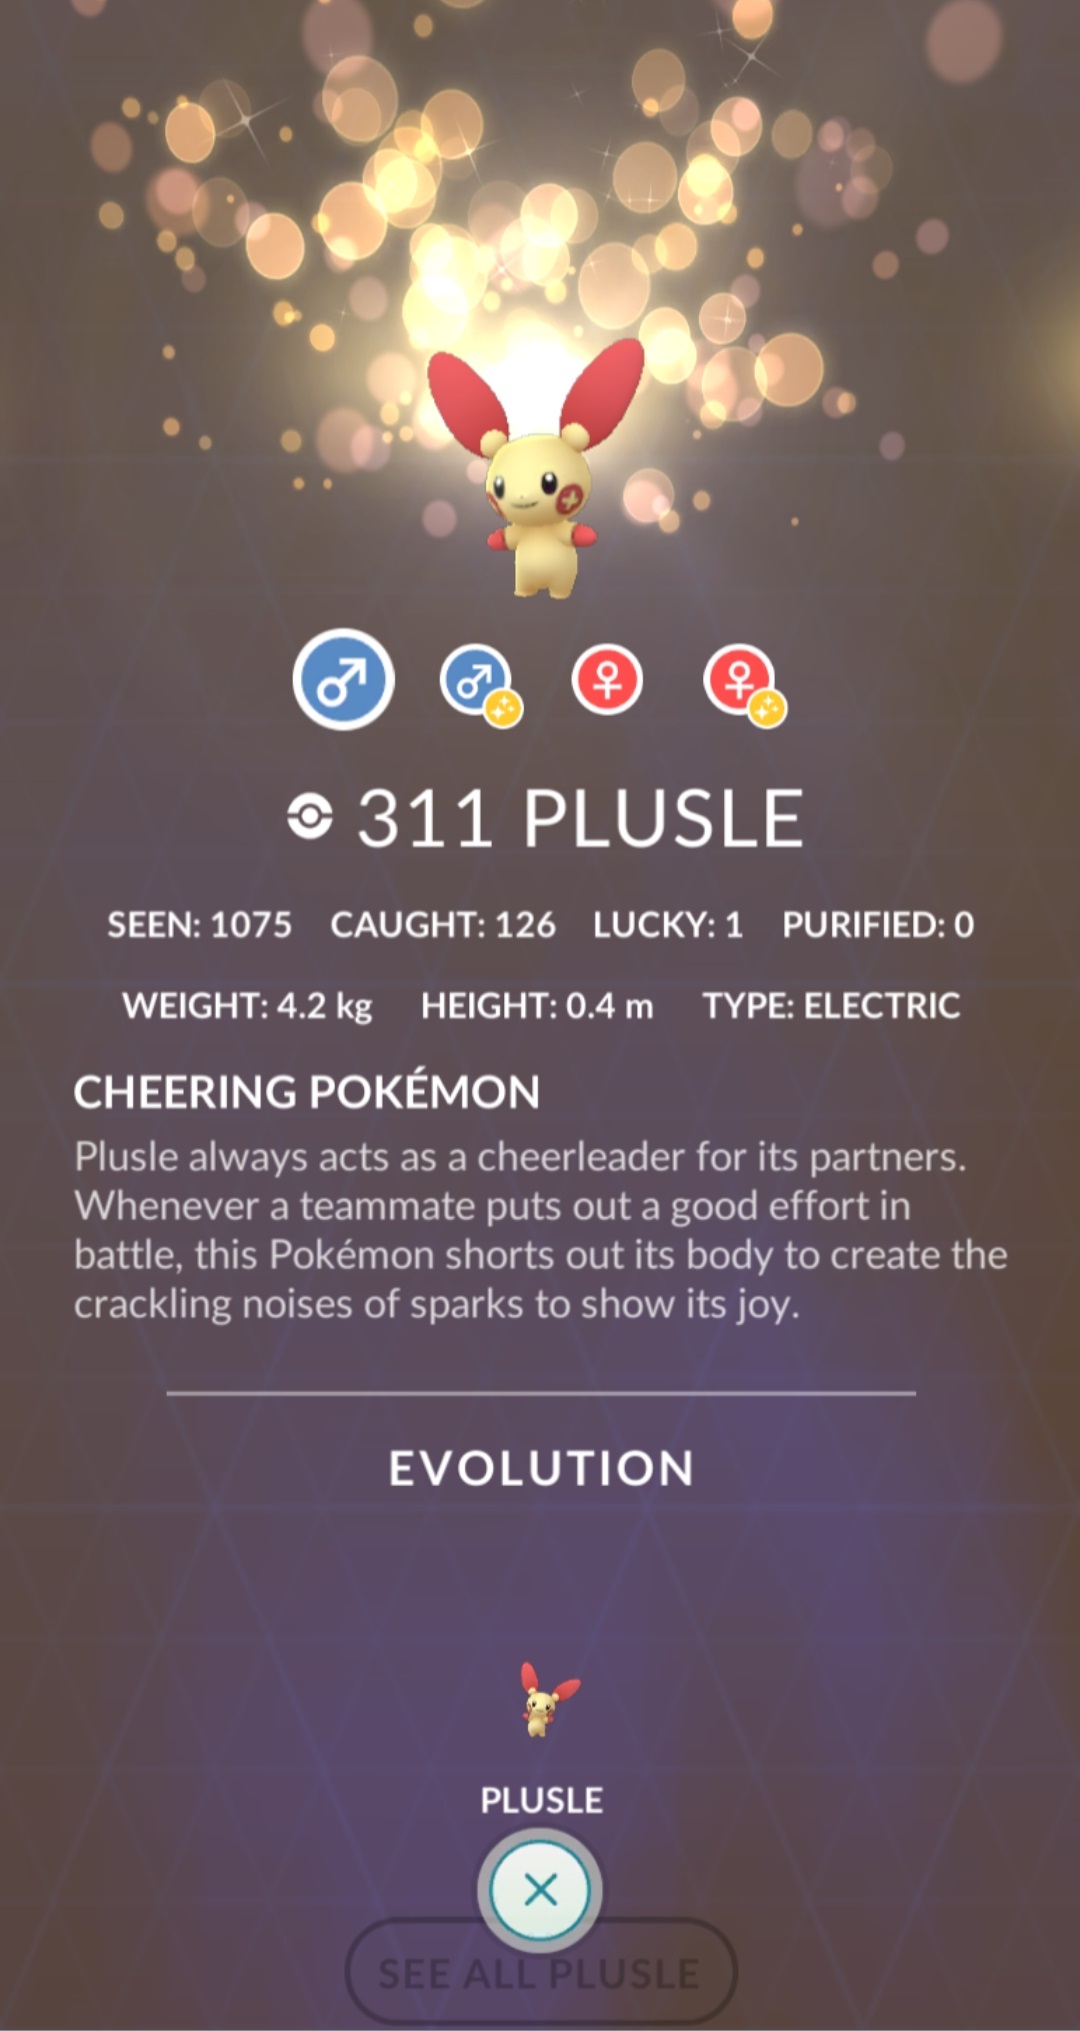 311 PLUSLE
SEEN: 1075 CAUGHT: 126 LUCKY: 1 PURIFIED: 0
WEIGHT: 4.2 kg HEIGHT: 0.4 m TYPE: ELECTRIC
CHEERING POKÉMON
Plusle always acts as a cheerleader for its partners.
Whenever a teammate puts out a good effort in
battle, this Pokémon shorts out its body to create the
crackling noises of sparks to show its joy.
EVOLUTION
PLUSLE
SEE ALL PLUSLE